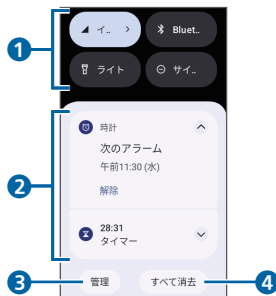 1
イ..
Bluet..
ライト
サイ..
2
時計
次のアラーム
午前11:30 (水)
解除
28:31
タイマー
3
管理
すべて消去
4